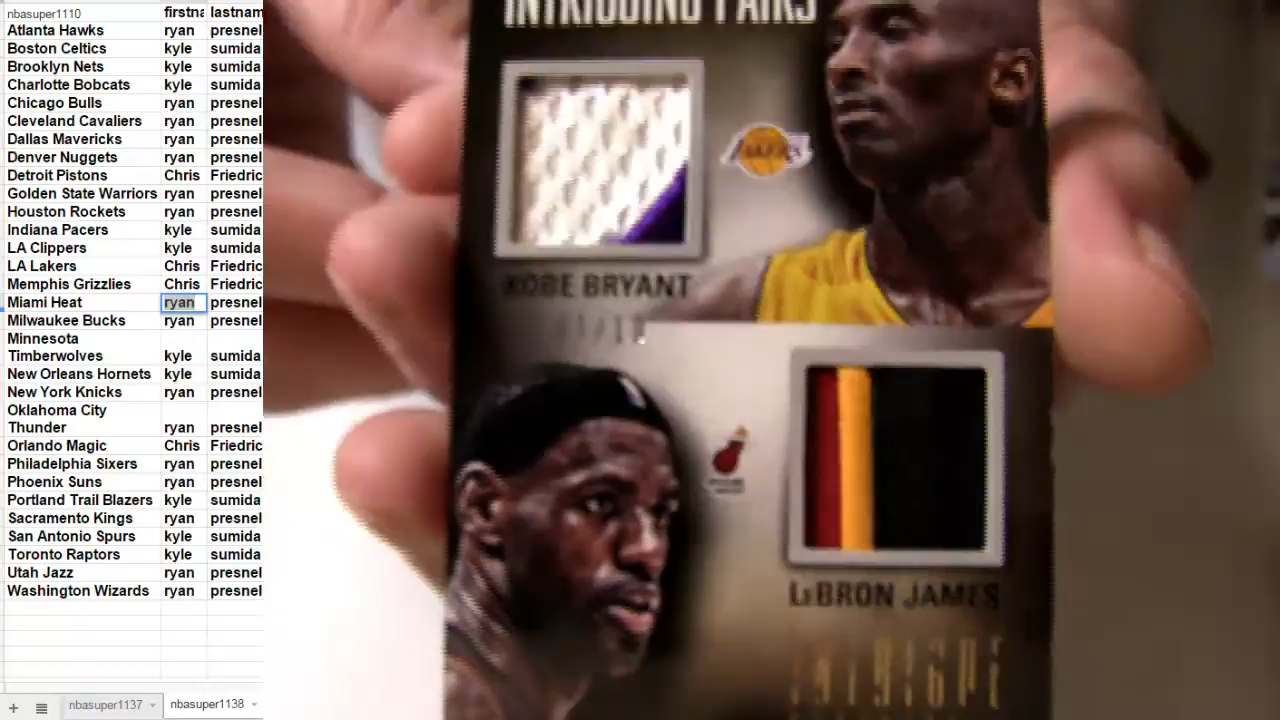 nbasuper1110 firstna lastnam
Atlanta Hawks ryan presnel
Boston Celtics kyle sumida
Brooklyn Nets kyle sumida
Charlotte Bobcats kyle sumida
Chicago Bulls ryan presnel
Cleveland Cavaliers ryan presnel
Dallas Mavericks ryan presnel
Denver Nuggets ryan presnel
Detroit Pistons Chris Friedric
Golden State Warriors ryan presnel
Houston Rockets ryan presnel
Indiana Pacers kyle sumida
LA Clippers kyle sumida
LA Lakers Chris Friedric
Memphis Grizzlies Chris Friedric
Miami Heat ryan presnel
Milwaukee Bucks ryan presnel
Minnesota
Timberwolves kyle sumida
New Orleans Hornets kyle sumida
New York Knicks ryan presnel
Oklahoma City
Thunder ryan presnel
Orlando Magic Chris Friedric
Philadelphia Sixers ryan presnel
Phoenix Suns ryan presnel
Portland Trail Blazers kyle sumida
Sacramento Kings ryan presnel
San Antonio Spurs kyle sumida
Toronto Raptors kyle sumida
Utah Jazz ryan presnel
Washington Wizards ryan presnel
nbasuper1137 nbasuper1138
INTRIGUING PAIRS
LAKERS
KOBE BRYANT
LeBRON JAMES
INTRIGUE